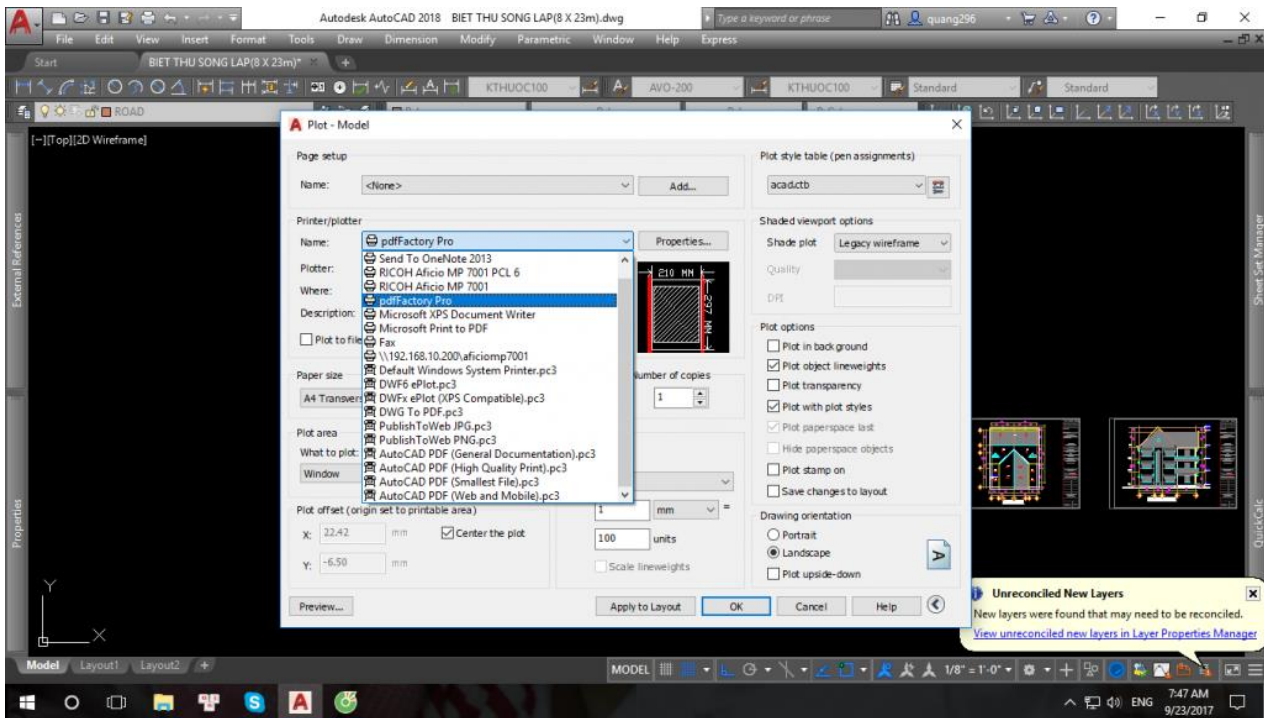 Autodesk AutoCAD 2018 BIET THU SONG LAP(8 X 23m).dwg
Type a keyword or phrase
quang296
File Edit View Insert Format Tools Draw Dimension Modify Parametric Window Help Express
Start BIET THU SONG LAP(8 X 23m)*
KTHUOC100 AVO-200 KTHUOC100 Standard Standard
ROAD
[−][Top][2D Wireframe]
External References
Properties
Sheet Set Manager
QuickCalc
Plot - Model
Page setup
Name: <None> Add...
Printer/plotter
Name: pdfFactory Pro Properties...
Plotter:
Where:
Description:
Plot to file
Send To OneNote 2013
RICOH Aficio MP 7001 PCL 6
RICOH Aficio MP 7001
pdfFactory Pro
Microsoft XPS Document Writer
Microsoft Print to PDF
Fax
\\192.168.10.200\aficiomp7001
Default Windows System Printer.pc3
DWF6 ePlot.pc3
DWFx ePlot (XPS Compatible).pc3
DWG To PDF.pc3
PublishToWeb JPG.pc3
PublishToWeb PNG.pc3
AutoCAD PDF (General Documentation).pc3
AutoCAD PDF (High Quality Print).pc3
AutoCAD PDF (Smallest File).pc3
AutoCAD PDF (Web and Mobile).pc3
210 MM
297 MM
Paper size
A4 Transvers
Number of copies
1
Plot area
What to plot:
Window
Plot offset (origin set to printable area)
X: 22.42 mm Center the plot
Y: -6.50 mm
1 mm =
100 units
Scale lineweights
Plot style table (pen assignments)
acad.ctb
Shaded viewport options
Shade plot Legacy wireframe
Quality
DPI
Plot options
Plot in background
Plot object lineweights
Plot transparency
Plot with plot styles
Plot paperspace last
Hide paperspace objects
Plot stamp on
Save changes to layout
Drawing orientation
Portrait
Landscape
Plot upside-down
A
Preview... Apply to Layout OK Cancel Help
Unreconciled New Layers
New layers were found that may need to be reconciled.
View unreconciled new layers in Layer Properties Manager
Y
X
Model Layout1 Layout2 +
MODEL 1/8" = 1'-0"
ENG
7:47 AM
9/23/2017